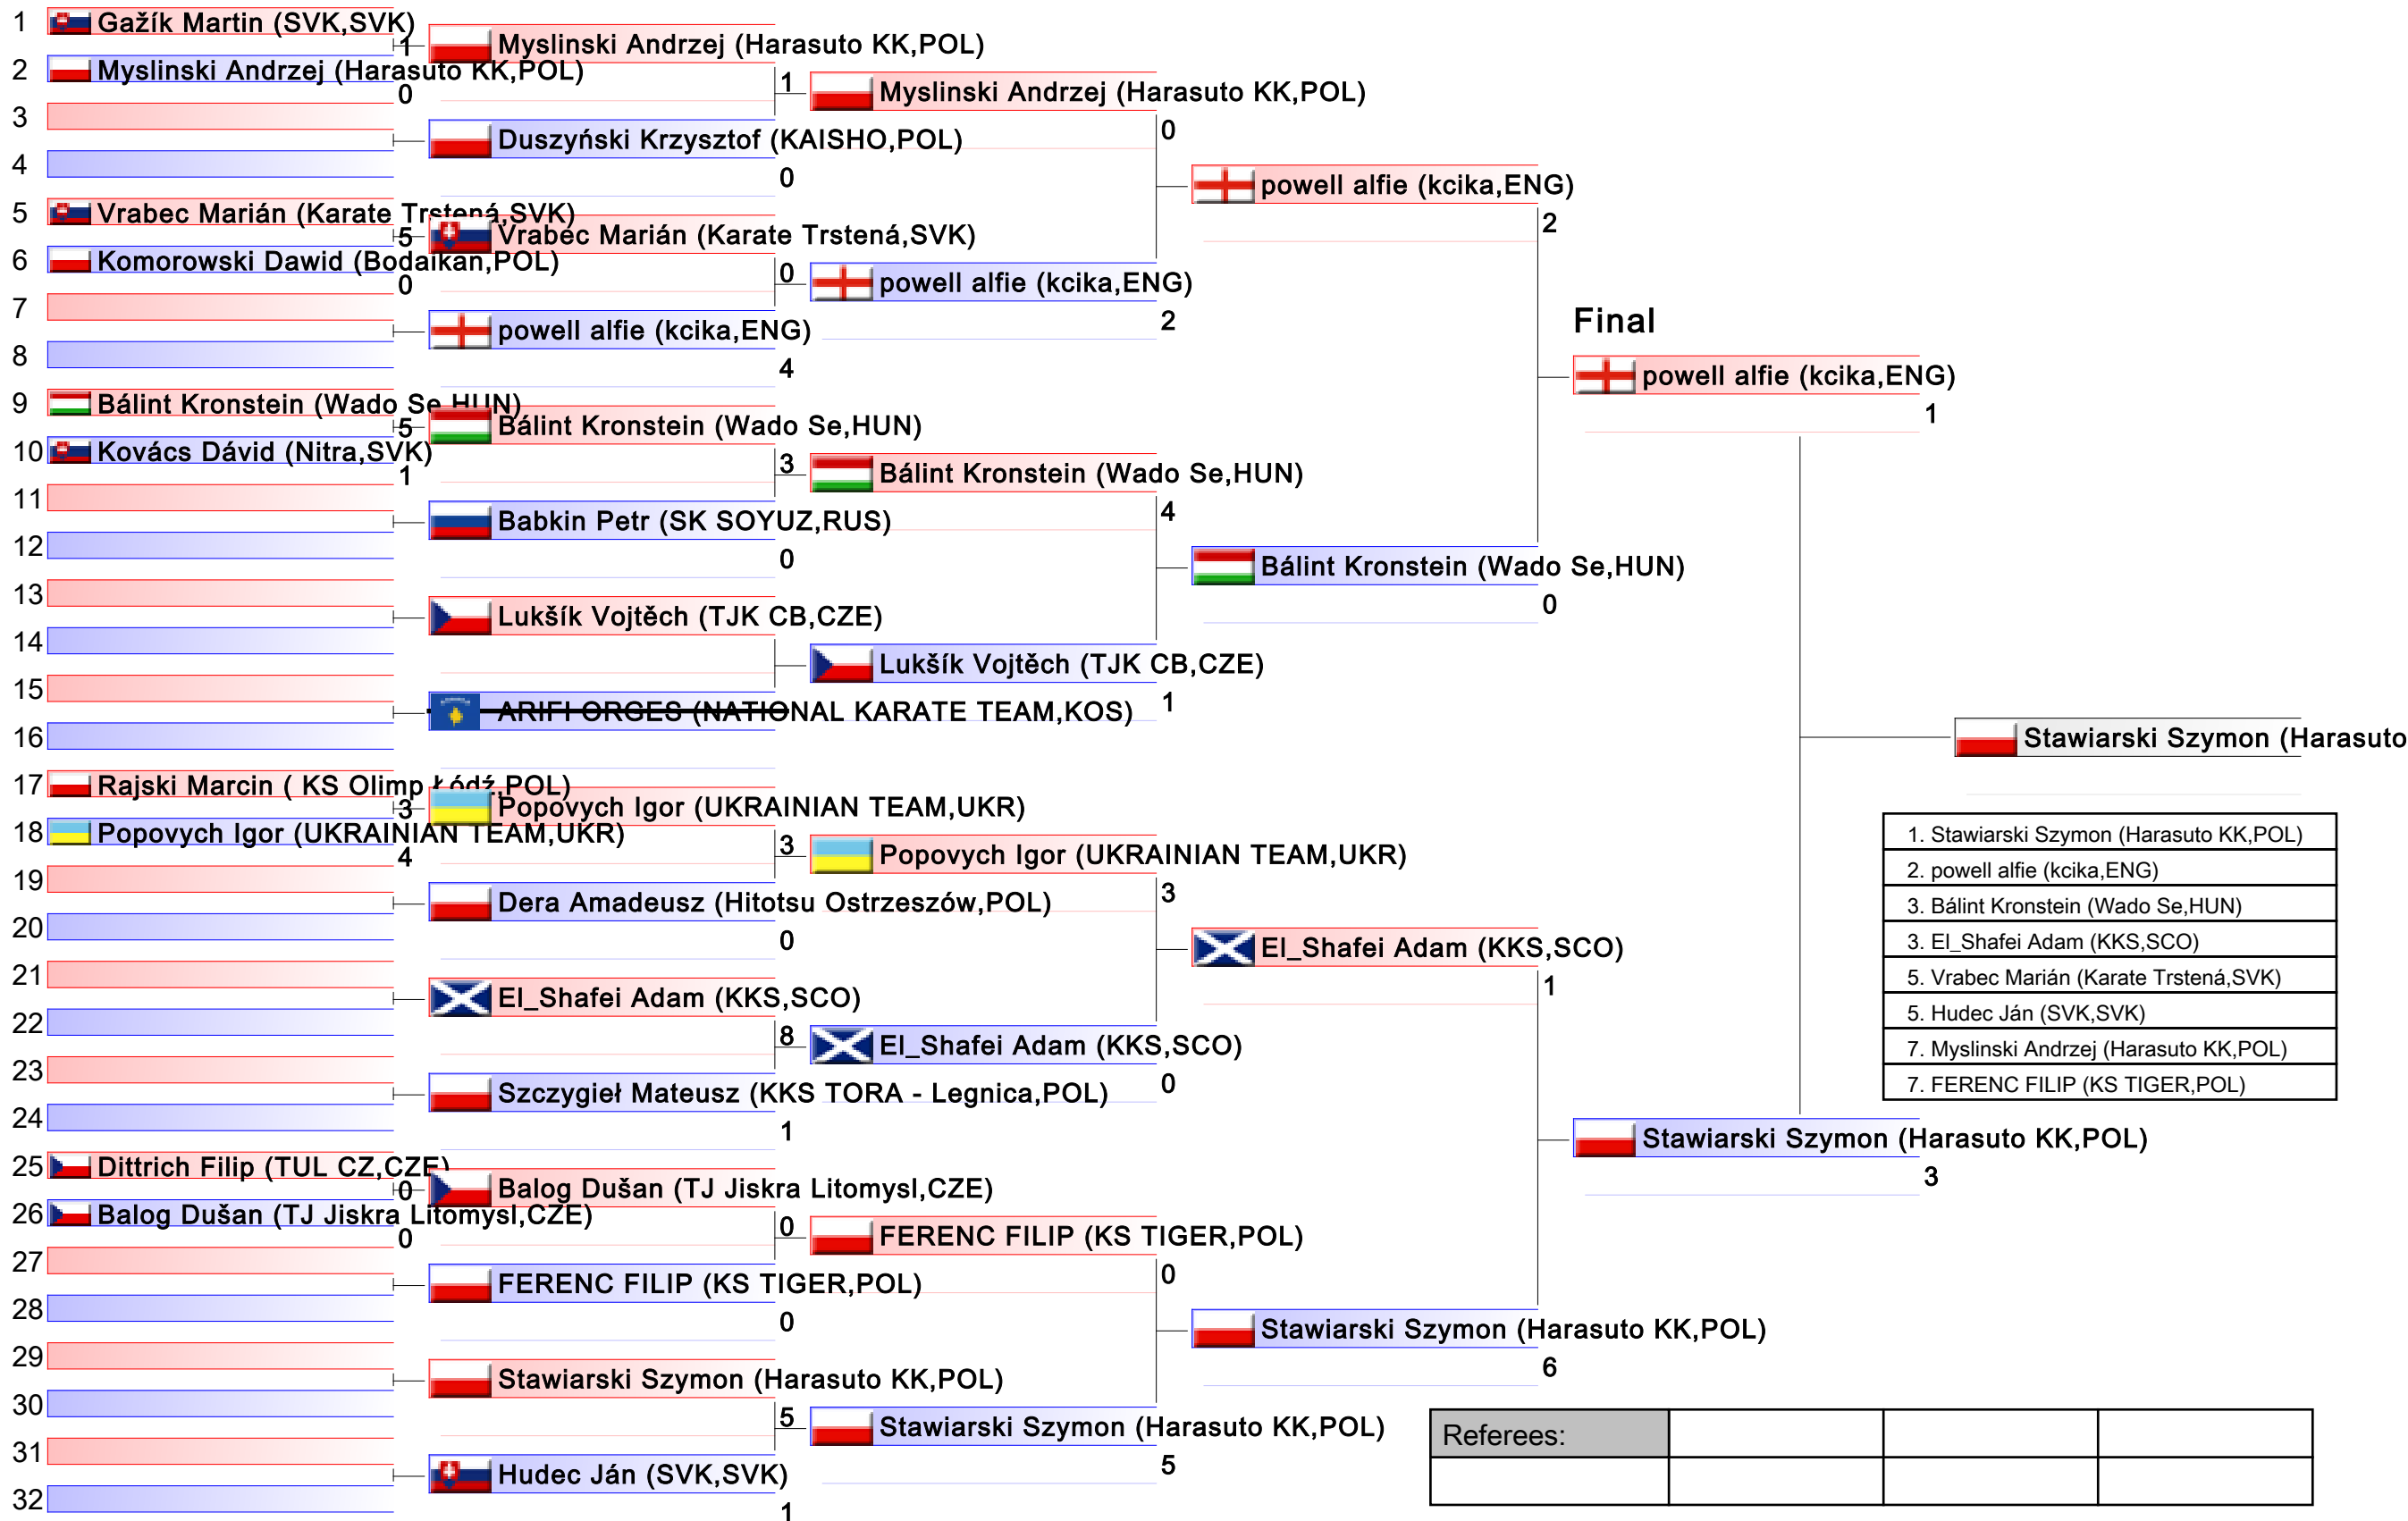 1 Gažík Martin (SVK,SVK)
1
2 Myslinski Andrzej (Harasuto KK,POL)
0
3
4
5 Vrabec Marián (Karate Trstená,SVK)
5
6 Komorowski Dawid (Bodaikan,POL)
0
7
8
9 Bálint Kronstein (Wado Se,HUN)
5
10 Kovács Dávid (Nitra,SVK)
1
11
12
13
14
15
16
17 Rajski Marcin ( KS Olimp Łódź,POL)
3
18 Popovych Igor (UKRAINIAN TEAM,UKR)
4
19
20
21
22
23
24
25 Dittrich Filip (TUL CZ,CZE)
0
26 Balog Dušan (TJ Jiskra Litomysl,CZE)
0
27
28
29
30
31
32
Myslinski Andrzej (Harasuto KK,POL)
1
Duszyński Krzysztof (KAISHO,POL)
0
Vrabec Marián (Karate Trstená,SVK)
0
powell alfie (kcika,ENG)
4
Bálint Kronstein (Wado Se,HUN)
3
Babkin Petr (SK SOYUZ,RUS)
0
Lukšík Vojtěch (TJK CB,CZE)
ARIFI ORGES (NATIONAL KARATE TEAM,KOS)
Popovych Igor (UKRAINIAN TEAM,UKR)
3
Dera Amadeusz (Hitotsu Ostrzeszów,POL)
0
El_Shafei Adam (KKS,SCO)
8
Szczygieł Mateusz (KKS TORA - Legnica,POL)
1
Balog Dušan (TJ Jiskra Litomysl,CZE)
0
FERENC FILIP (KS TIGER,POL)
0
Stawiarski Szymon (Harasuto KK,POL)
5
Hudec Ján (SVK,SVK)
1
Myslinski Andrzej (Harasuto KK,POL)
0
powell alfie (kcika,ENG)
2
Bálint Kronstein (Wado Se,HUN)
4
Lukšík Vojtěch (TJK CB,CZE)
1
Popovych Igor (UKRAINIAN TEAM,UKR)
3
El_Shafei Adam (KKS,SCO)
0
FERENC FILIP (KS TIGER,POL)
0
Stawiarski Szymon (Harasuto KK,POL)
5
powell alfie (kcika,ENG)
2
Bálint Kronstein (Wado Se,HUN)
0
El_Shafei Adam (KKS,SCO)
1
Stawiarski Szymon (Harasuto KK,POL)
6
Final
powell alfie (kcika,ENG)
1
Stawiarski Szymon (Harasuto KK,POL)
3
Stawiarski Szymon (Harasuto
1. Stawiarski Szymon (Harasuto KK,POL)
2. powell alfie (kcika,ENG)
3. Bálint Kronstein (Wado Se,HUN)
3. El_Shafei Adam (KKS,SCO)
5. Vrabec Marián (Karate Trstená,SVK)
5. Hudec Ján (SVK,SVK)
7. Myslinski Andrzej (Harasuto KK,POL)
7. FERENC FILIP (KS TIGER,POL)
Referees: